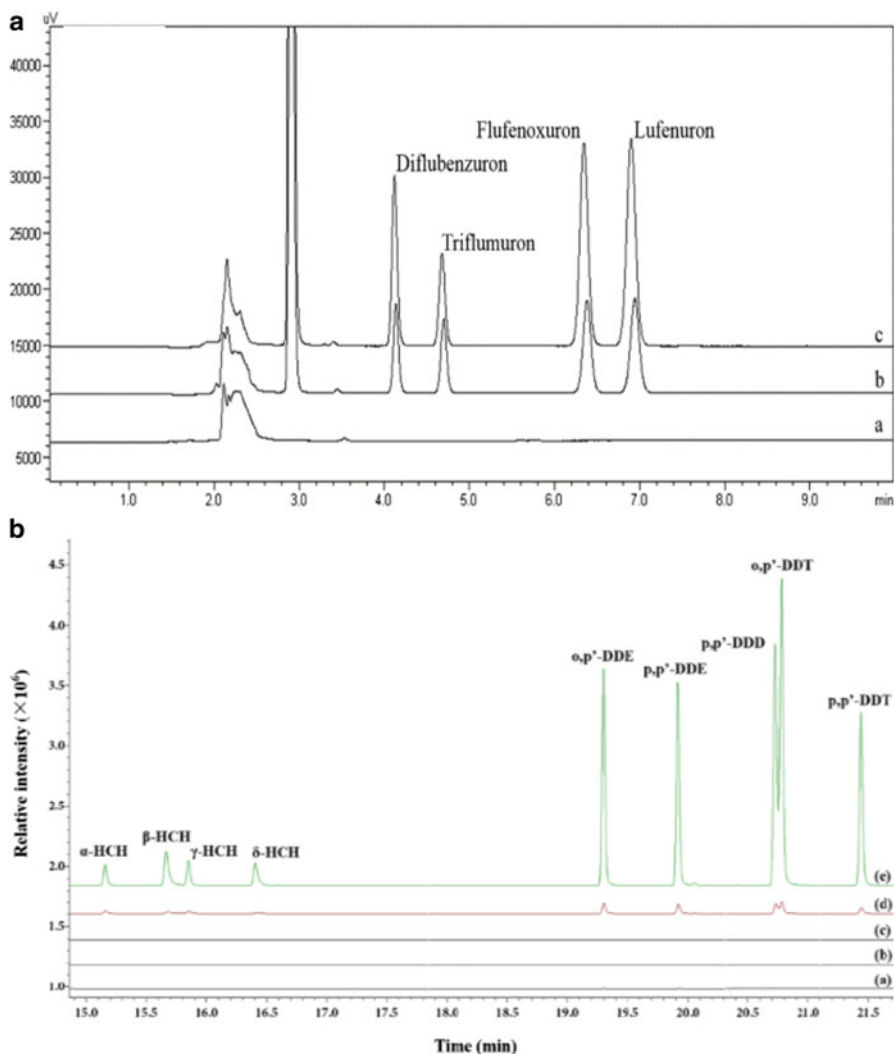 a
uV
40000
35000
30000
25000
20000
15000
10000
5000
Flufenoxuron
Lufenuron
Diflubenzuron
Triflumuron
c
b
a
1.0 2.0 3.0 4.0 5.0 6.0 7.0 8.0 9.0 min
b
Relative intensity (×10⁶)
4.5
4.0
3.5
3.0
2.5
2.0
1.5
1.0
o,p'-DDT
p,p'-DDD
o,p'-DDE
p,p'-DDE
p,p'-DDT
β-HCH
α-HCH
γ-HCH
δ-HCH
(e)
(d)
(c)
(b)
(a)
15.0 15.5 16.0 16.5 17.0 17.5 18.0 18.5 19.0 19.5 20.0 20.5 21.0 21.5
Time (min)